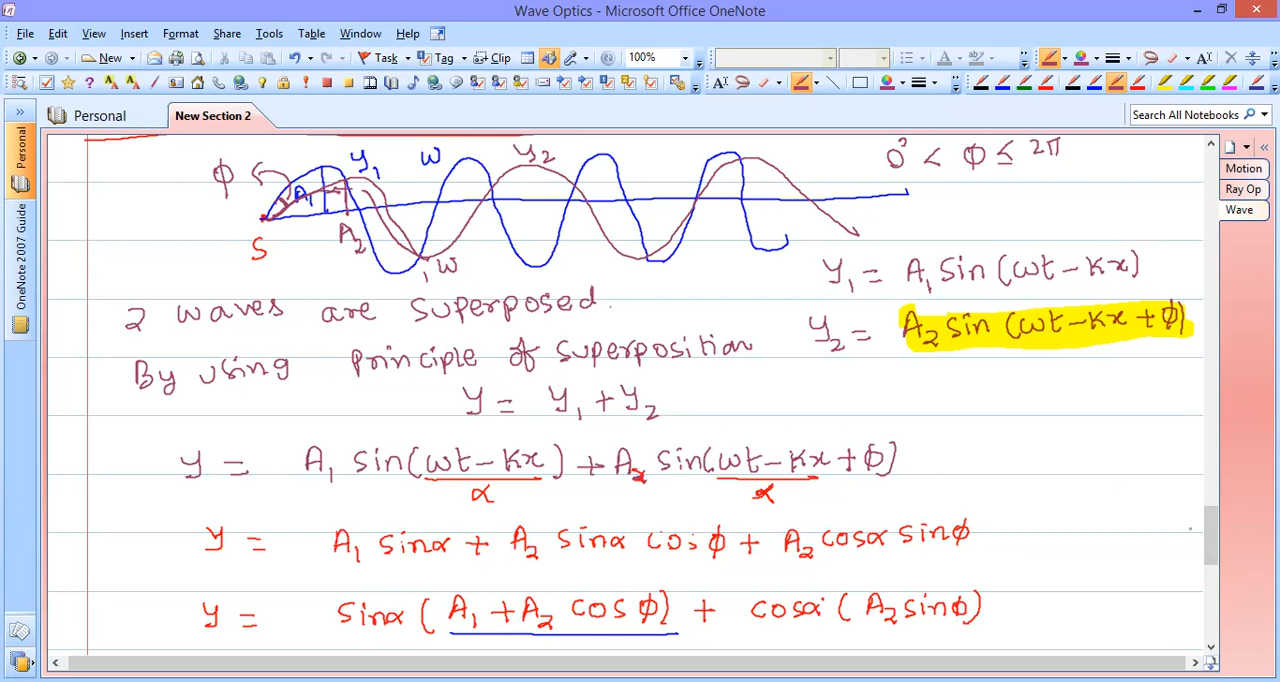 Wave Optics - Microsoft Office OneNote
File Edit View Insert Format Share Tools Table Window Help
New Task Tag Clip 100%
Personal New Section 2 Search All Notebooks
Personal
OneNote 2007 Guide
Motion
Ray Op
Wave
ϕ A₁ y₁ ω y₂ 0° < ϕ ≤ 2π
S A₂ , ω
y₁ = A₁ sin(ωt - kx)
2 waves are superposed.
y₂ = A₂ sin (ωt - kx + ϕ)
By using principle of superposition
y = y₁ + y₂
y = A₁ sin(ωt - kx) + A₂ sin(ωt - kx + ϕ)
α α
y = A₁ sinα + A₂ sinα cos ϕ + A₂ cosα sinϕ
y = sinα ( A₁ + A₂ cos ϕ) + cosα ( A₂ sinϕ)